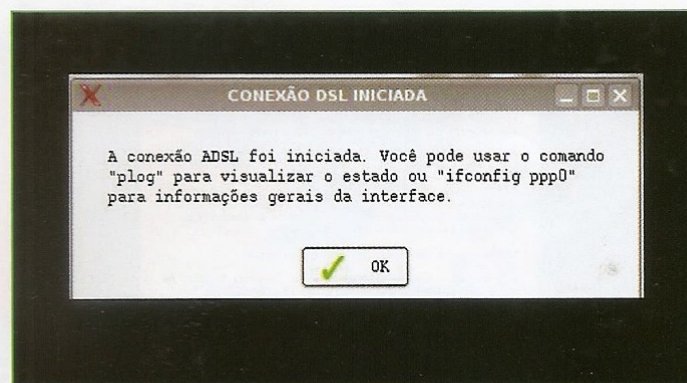 CONEXÃO DSL INICIADA
A conexão ADSL foi iniciada. Você pode usar o comando
"plog" para visualizar o estado ou "ifconfig ppp0"
para informações gerais da interface.
OK